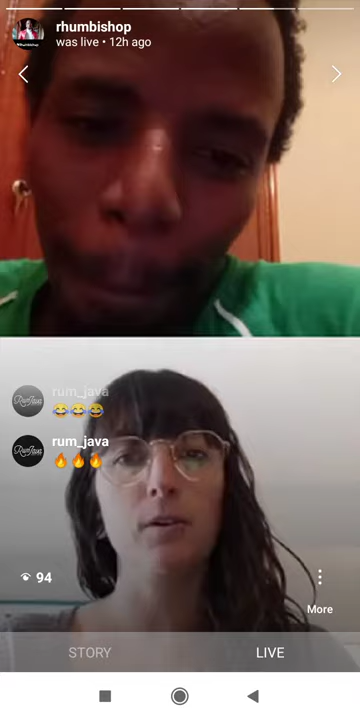 rhumbishop
was live • 12h ago
rum_java
😂😂😂
rum_java
🔥🔥🔥
94
More
STORY
LIVE